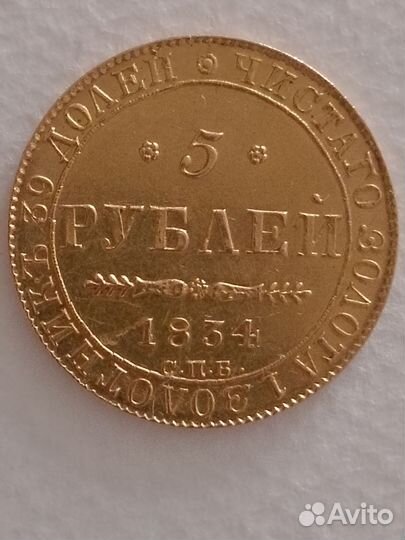 ЧИСТАГО ЗОЛОТА 1 ЗОЛОТНИКЪ 39 ДОЛЕЙ
5
РУБЛЕЙ
1834
С.П.Б.
Avito